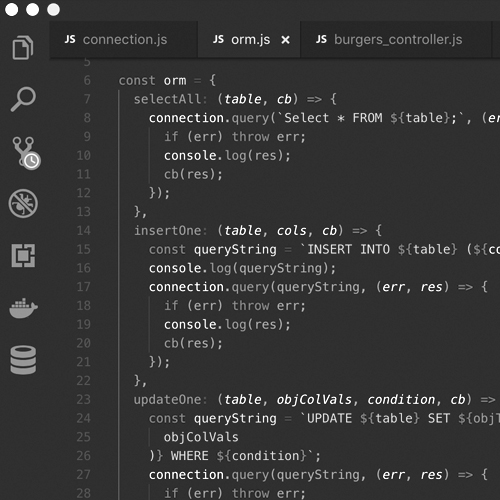 JS connection.js JS orm.js × JS burgers_controller.js
5
6 const orm = {
7 selectAll: (table, cb) => {
8 connection.query(`Select * FROM ${table};`, (er
9 if (err) throw err;
10 console.log(res);
11 cb(res);
12 });
13 },
14 insertOne: (table, cols, cb) => {
15 const queryString = `INSERT INTO ${table} (${co
16 console.log(queryString);
17 connection.query(queryString, (err, res) => {
18 if (err) throw err;
19 console.log(res);
20 cb(res);
21 });
22 },
23 updateOne: (table, objColVals, condition, cb) =>
24 const queryString = `UPDATE ${table} SET ${objT
25 objColVals
26 )} WHERE ${condition}`;
27 connection.query(queryString, (err, res) => {
28 if (err) throw err;